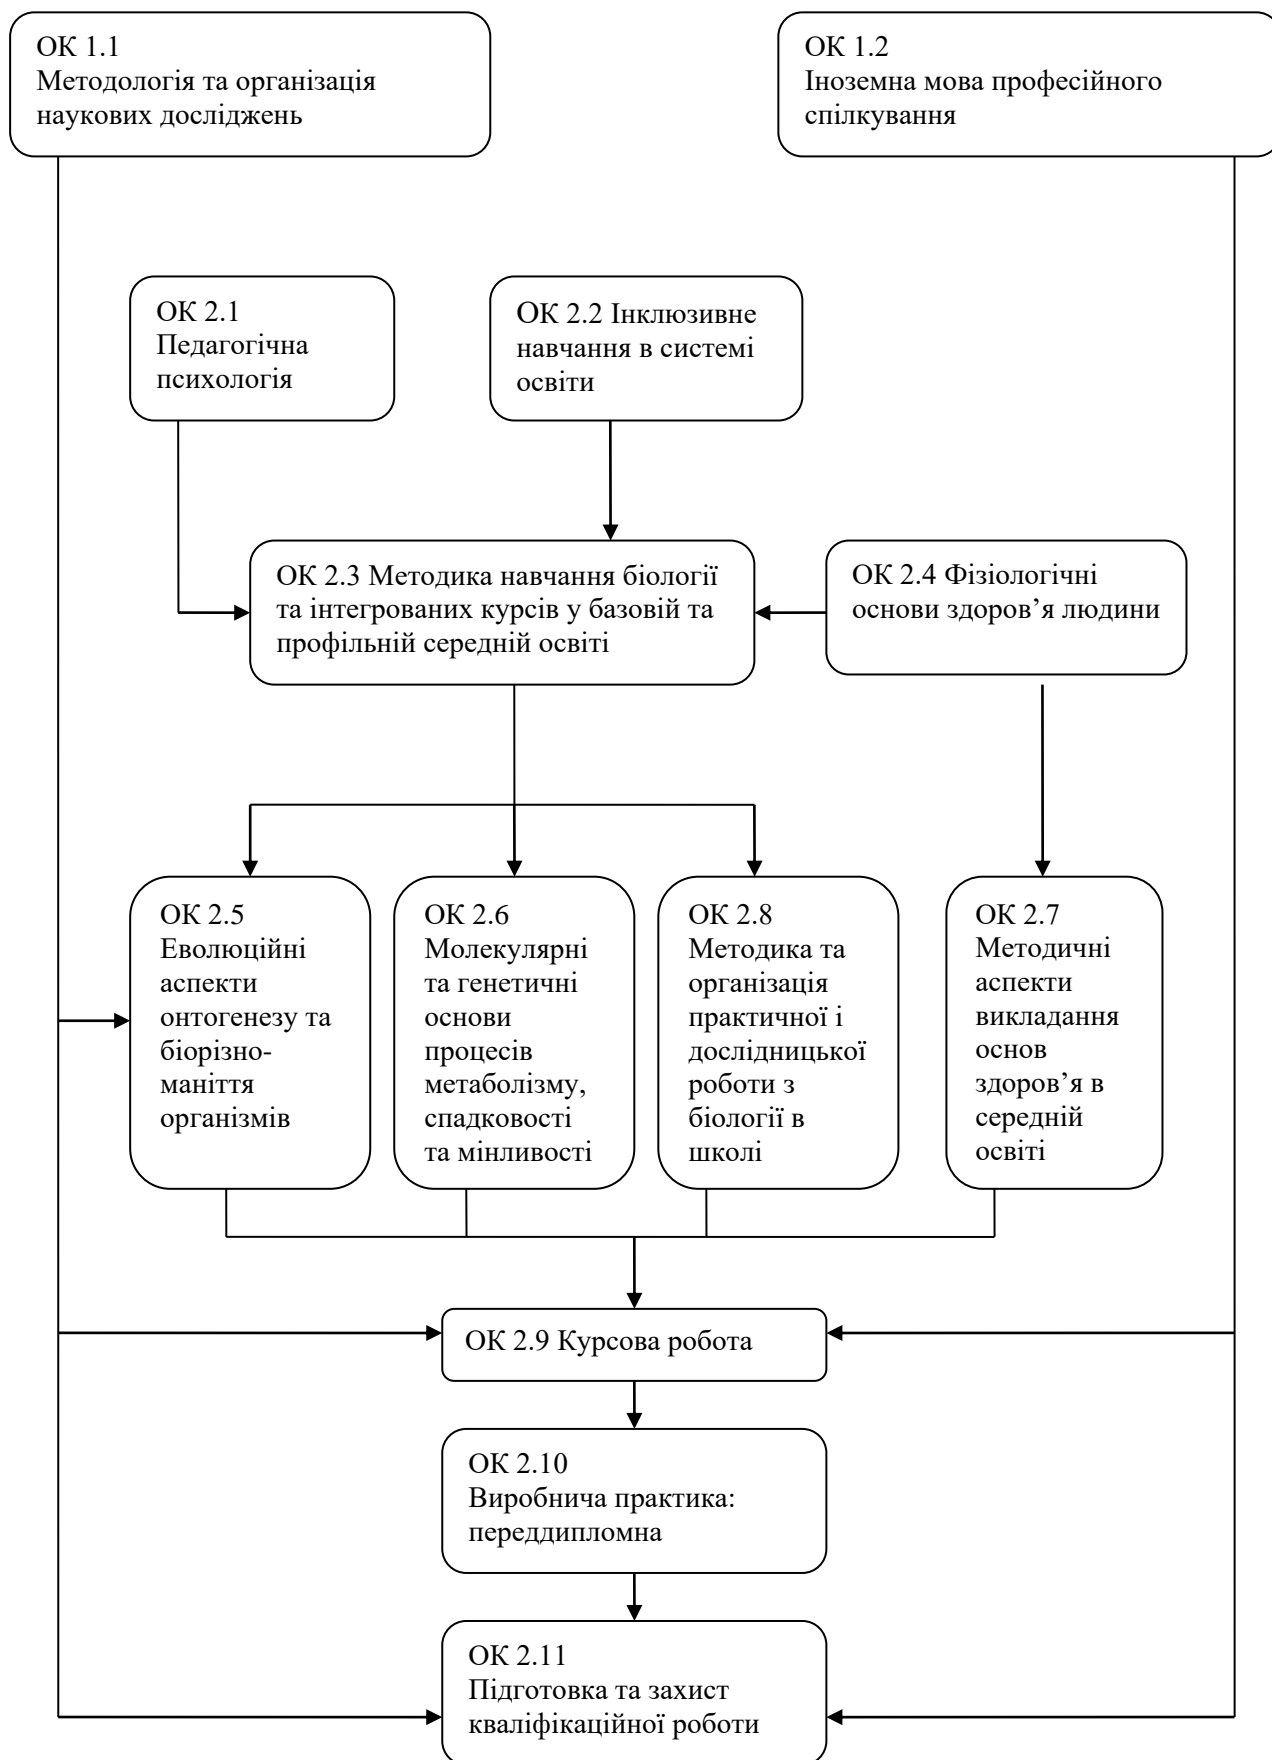 ОК 1.1
Методологія та організація
наукових досліджень
ОК 1.2
Іноземна мова професійного
спілкування
ОК 2.1
Педагогічна
психологія
ОК 2.2 Інклюзивне
навчання в системі
освіти
ОК 2.3 Методика навчання біології
та інтегрованих курсів у базовій та
профільній середній освіті
ОК 2.4 Фізіологічні
основи здоров’я людини
ОК 2.5
Еволюційні
аспекти
онтогенезу та
біорізно-
маніття
організмів
ОК 2.6
Молекулярні
та генетичні
основи
процесів
метаболізму,
спадковості
та мінливості
ОК 2.8
Методика та
організація
практичної і
дослідницької
роботи з
біології в
школі
ОК 2.7
Методичні
аспекти
викладання
основ
здоров’я в
середній
освіті
ОК 2.9 Курсова робота
ОК 2.10
Виробнича практика:
переддипломна
ОК 2.11
Підготовка та захист
кваліфікаційної роботи